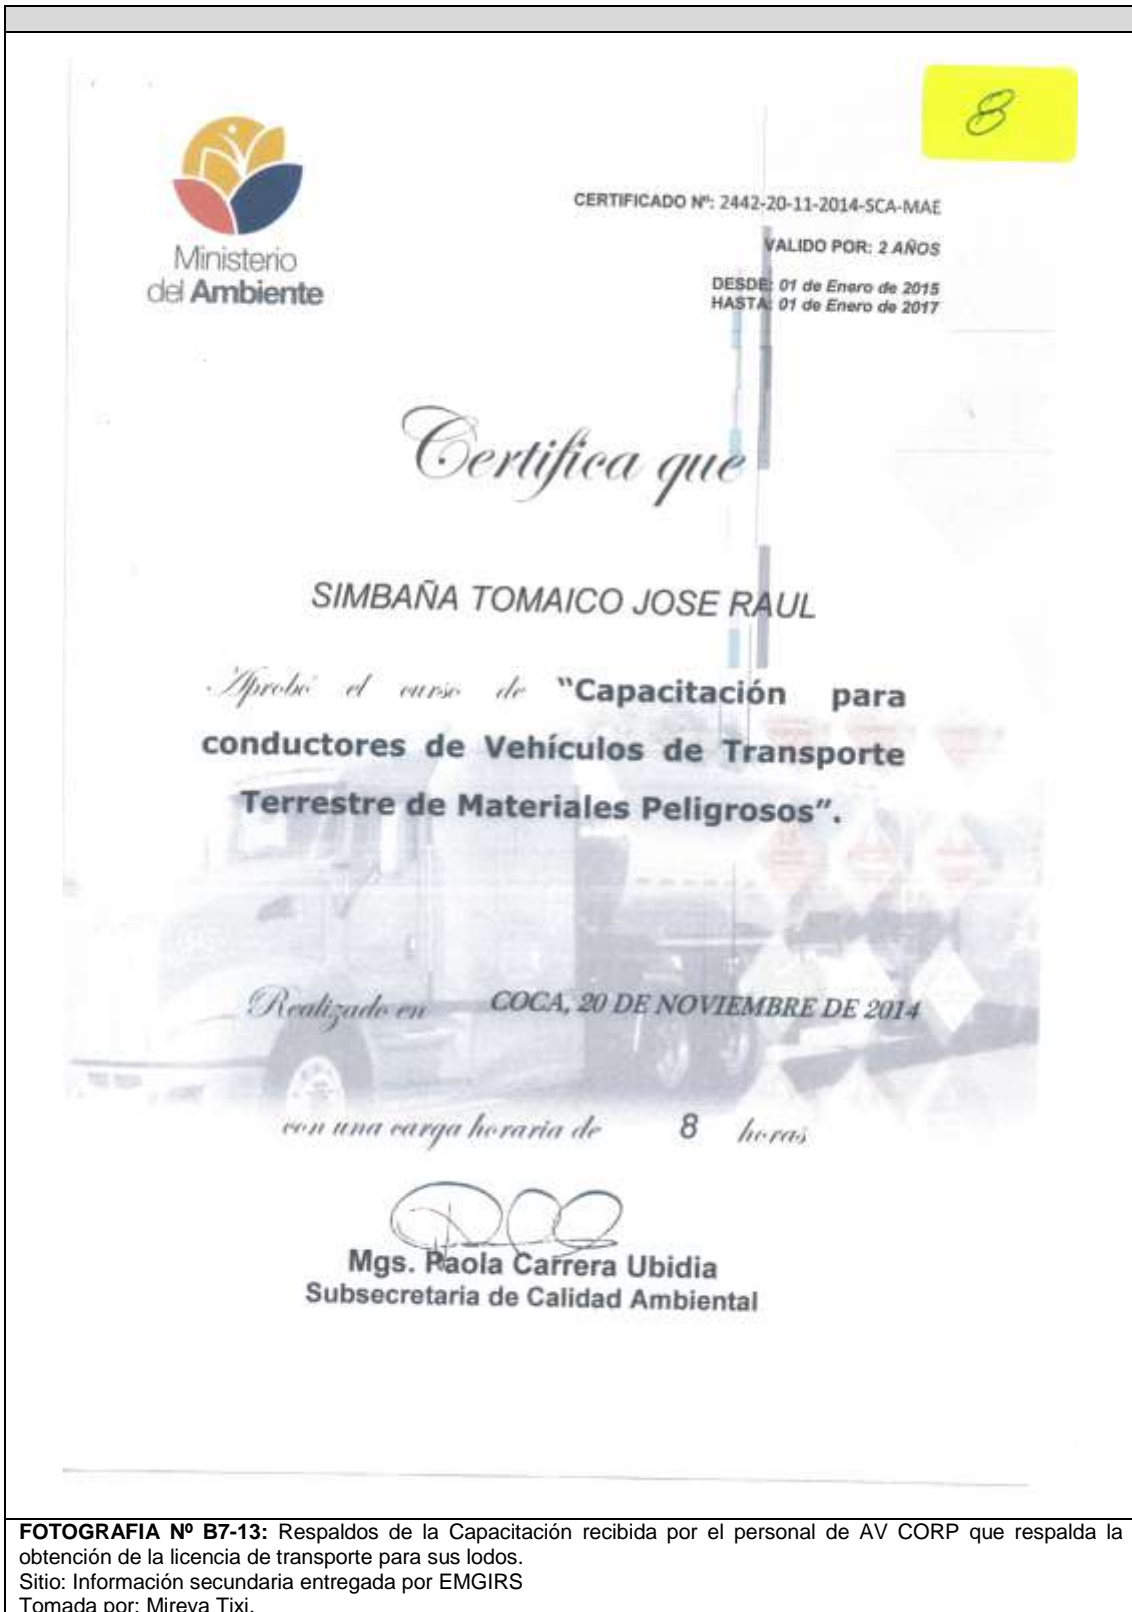 8
CERTIFICADO Nº: 2442-20-11-2014-SCA-MAE
VALIDO POR: 2 AÑOS
Ministerio
del Ambiente
DESDE: 01 de Enero de 2015
HASTA: 01 de Enero de 2017
Certifica que
SIMBAÑA TOMAICO JOSE RAUL
Aprobó el curso de "Capacitación para
conductores de Vehículos de Transporte
Terrestre de Materiales Peligrosos".
Realizado en COCA, 20 DE NOVIEMBRE DE 2014
con una carga horaria de 8 horas
Mgs. Paola Carrera Ubidia
Subsecretaria de Calidad Ambiental
FOTOGRAFIA Nº B7-13: Respaldos de la Capacitación recibida por el personal de AV CORP que respalda la
obtención de la licencia de transporte para sus lodos.
Sitio: Información secundaria entregada por EMGIRS
Tomada por: Mireya Tixi.